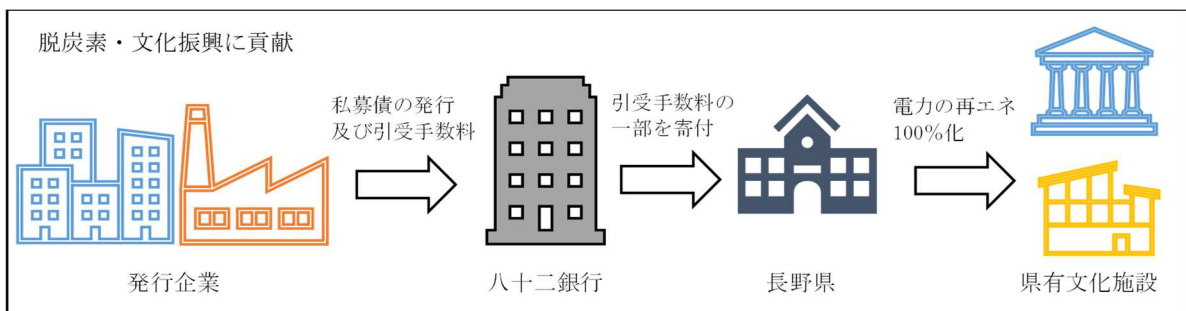 脱炭素・文化振興に貢献
私募債の発行
及び引受手数料
引受手数料の
一部を寄付
電力の再エネ
100%化
発行企業
八十二銀行
長野県
県有文化施設